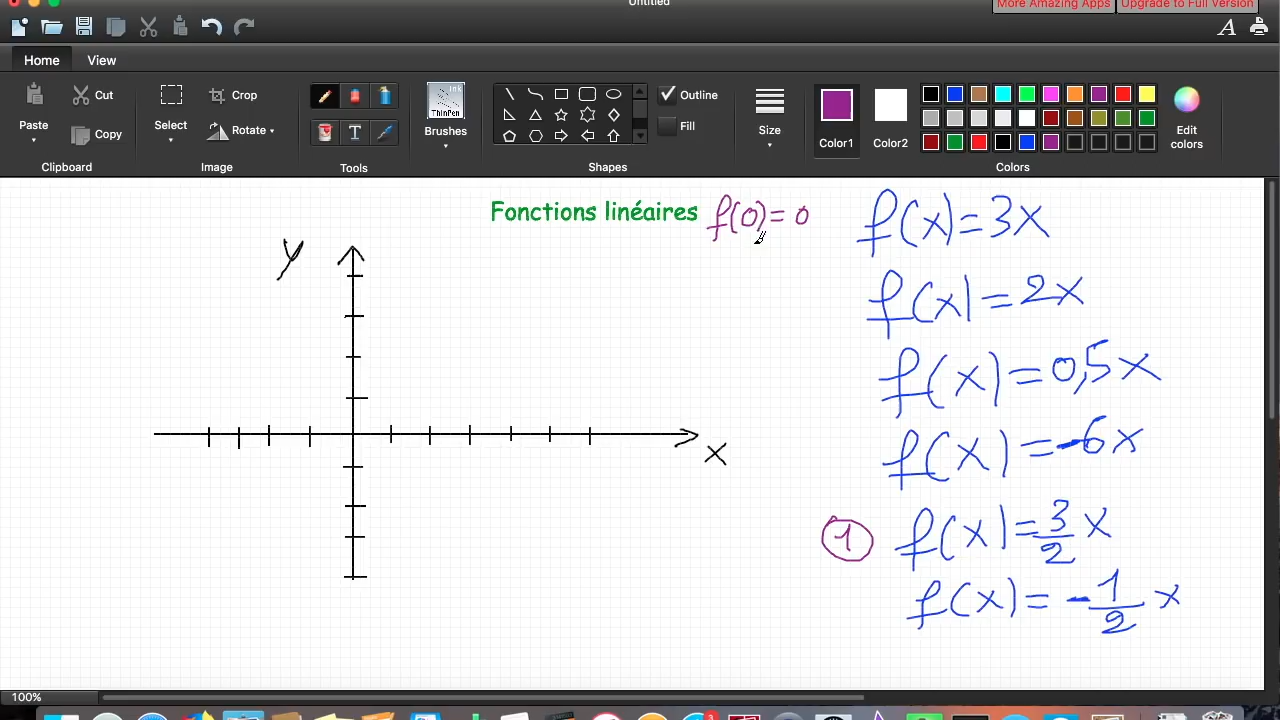 Untitled
More Amazing Apps Upgrade to Full Version
A
Home View
Paste Cut Copy
Clipboard
Select Crop Rotate
Image
T
Tools
Ink
ThinPen
Brushes
Outline
Fill
Shapes
Size
Color1 Color2
Edit colors
Colors
Fonctions linéaires f(0)=0
y
x
f(x)=3x
f(x)=2x
f(x)=0,5x
f(x)=-6x
1 f(x)=3/2 x
f(x)=-1/2 x
100%